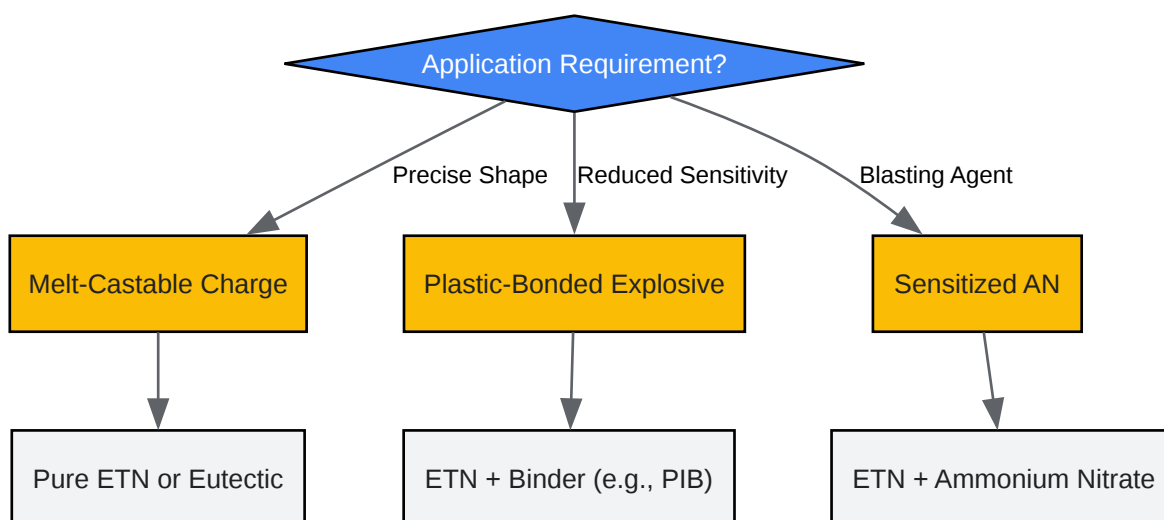 Application Requirement?
Precise Shape
Reduced Sensitivity
Blasting Agent
Melt-Castable Charge
Plastic-Bonded Explosive
Sensitized AN
Pure ETN or Eutectic
ETN + Binder (e.g., PIB)
ETN + Ammonium Nitrate